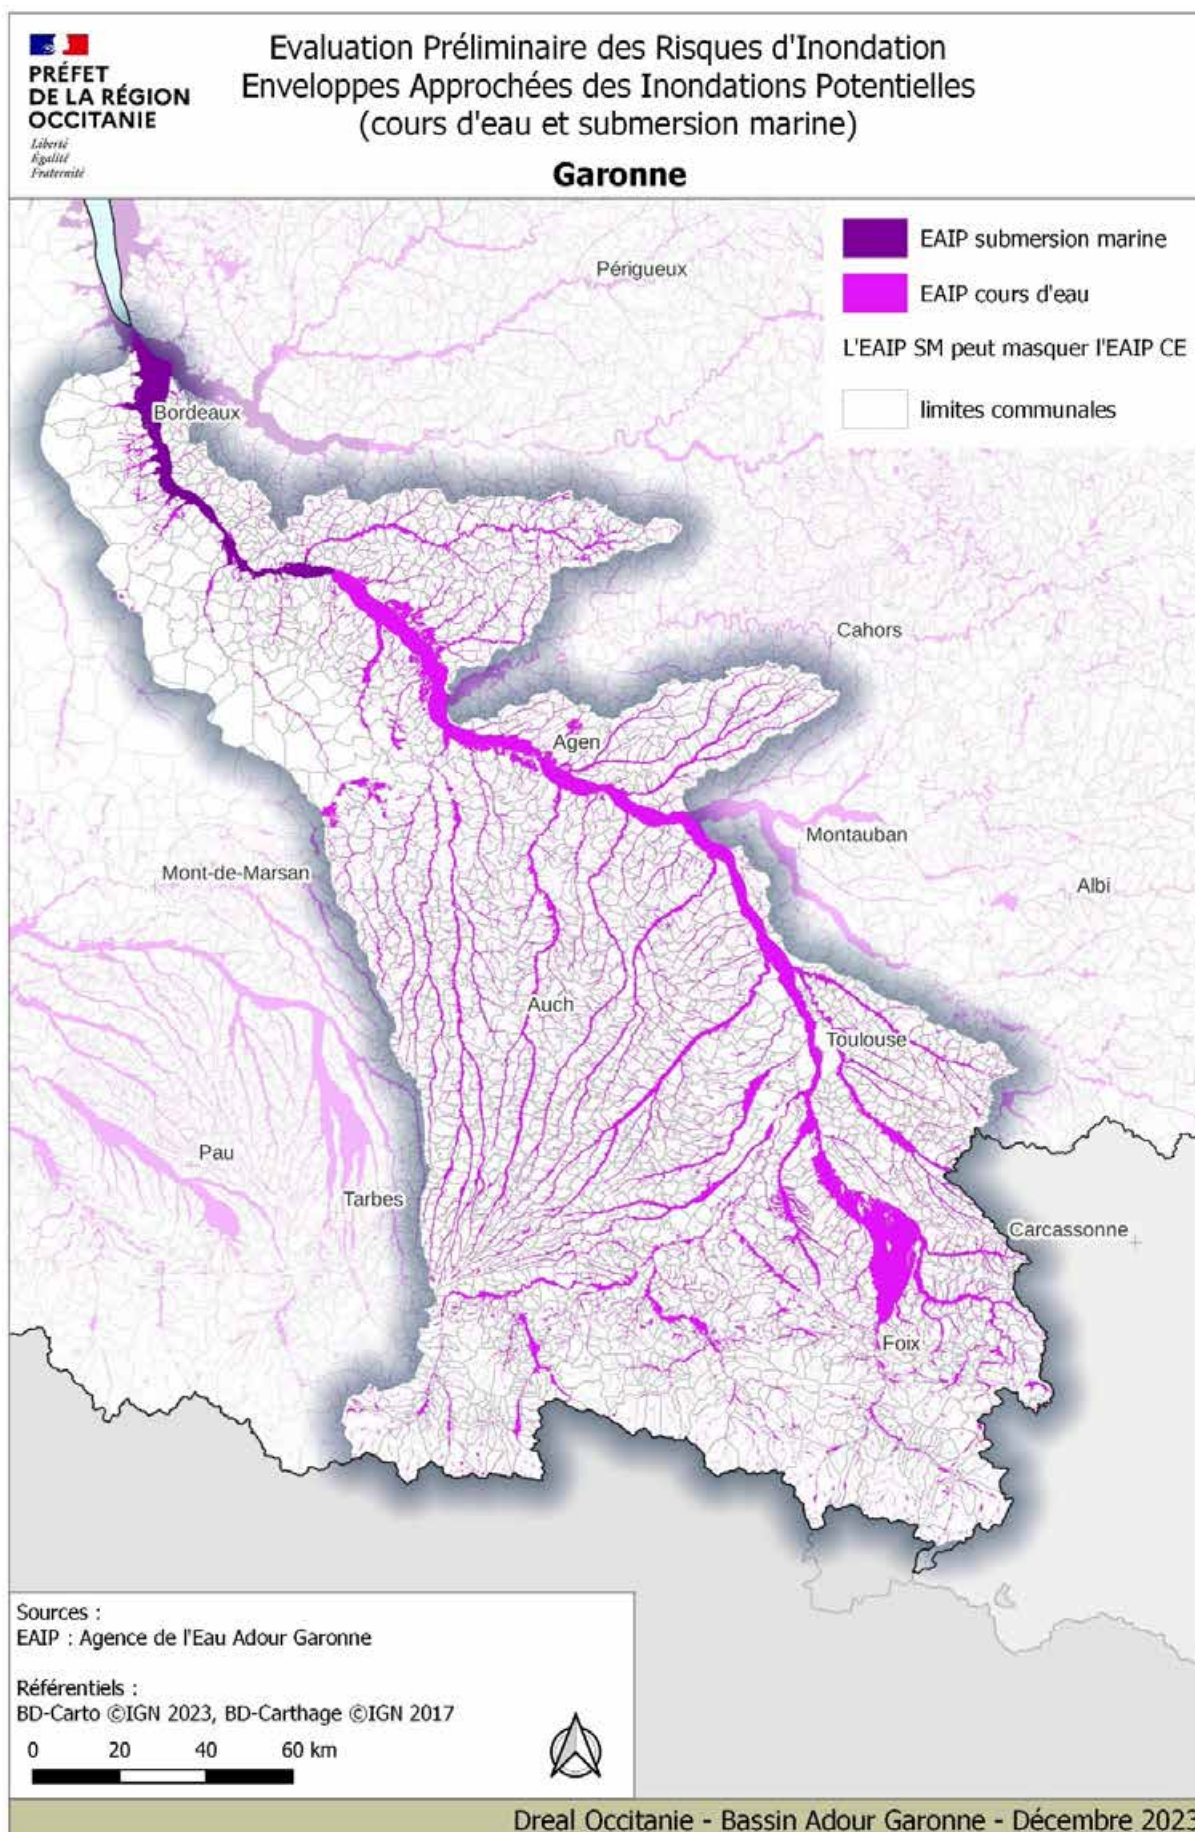 PRÉFET
DE LA RÉGION
OCCITANIE
Liberté
Égalité
Fraternité
Evaluation Préliminaire des Risques d'Inondation
Enveloppes Approchées des Inondations Potentielles
(cours d'eau et submersion marine)
Garonne
EAIP submersion marine
EAIP cours d'eau
L'EAIP SM peut masquer l'EAIP CE
limites communales
Périgueux
Bordeaux
Cahors
Agen
Montauban
Mont-de-Marsan
Albi
Auch
Toulouse
Pau
Tarbes
Carcassonne
Foix
Sources :
EAIP : Agence de l'Eau Adour Garonne
Référentiels :
BD-Carto ©IGN 2023, BD-Carthage ©IGN 2017
0 20 40 60 km
Dreal Occitanie - Bassin Adour Garonne - Décembre 2023